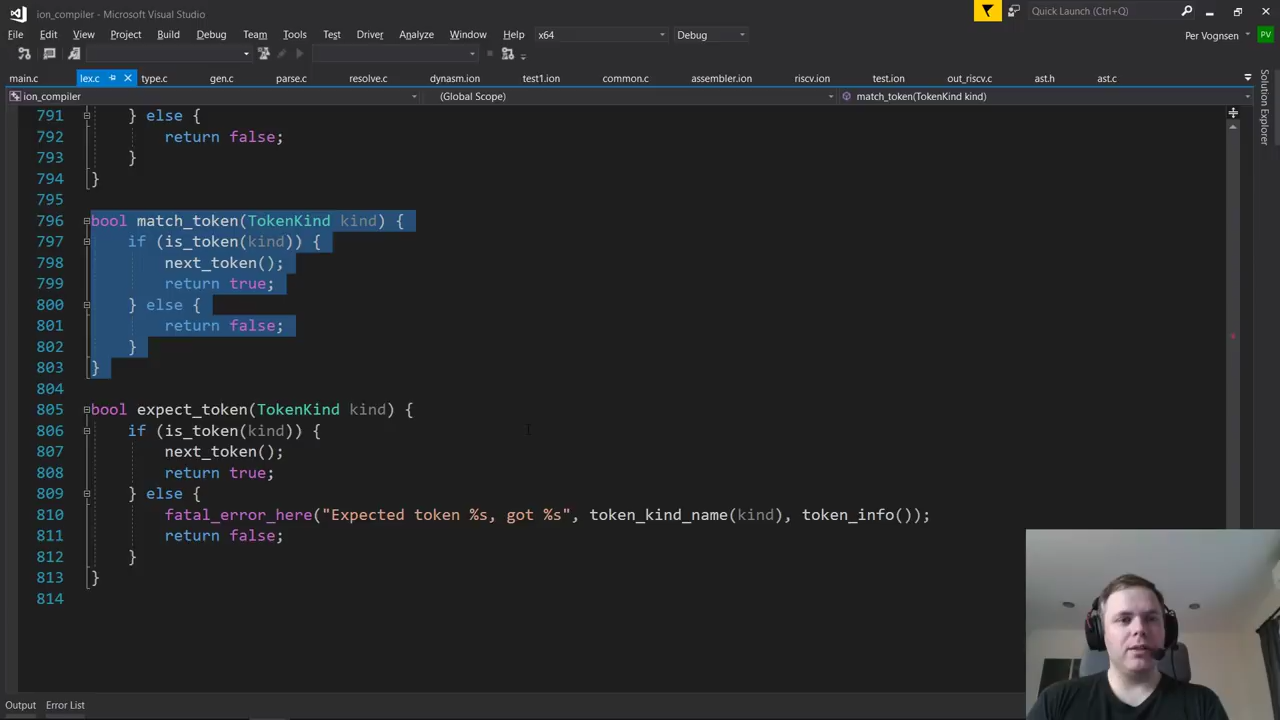 ion_compiler - Microsoft Visual Studio
Quick Launch (Ctrl+Q)
File Edit View Project Build Debug Team Tools Test Driver Analyze Window Help x64 Debug Per Vognsen PV
main.c lex.c type.c gen.c parse.c resolve.c dynasm.c test1.ion common.c assembler.ion riscv.ion test.ion out_riscv.c ast.h ast.c
ion_compiler (Global Scope) match_token(TokenKind kind)
Solution Explorer
791 } else {
792 return false;
793 }
794 }
795
796 bool match_token(TokenKind kind) {
797 if (is_token(kind)) {
798 next_token();
799 return true;
800 } else {
801 return false;
802 }
803 }
804
805 bool expect_token(TokenKind kind) {
806 if (is_token(kind)) {
807 next_token();
808 return true;
809 } else {
810 fatal_error_here("Expected token %s, got %s", token_kind_name(kind), token_info());
811 return false;
812 }
813 }
814
Output Error List